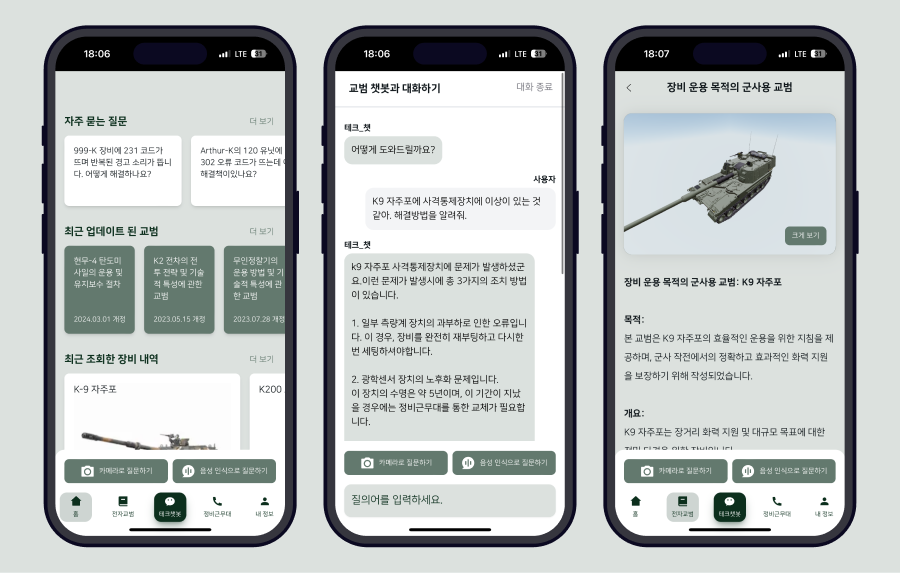 18:06
LTE 31
자주 묻는 질문
더 보기
999-K 장비에 231 코드가
뜨며 반복된 경고 소리가 뜹니
다. 어떻게 해결하나요?
Arthur-K의 120 유닛에
302 오류 코드가 뜨는데
해결책이있나요?
최근 업데이트 된 교범
더 보기
현무-4 탄도미
사일의 운용 및
유지보수 절차
2024.03.01 개정
K2 전차의 전
투 전략 및 기술
적 특성에 관한
교범
2023.05.15 개정
무인정찰기의
운용 방법 및 기
술적 특성에 관
한 교범
2023.07.28 개정
최근 조회한 장비 내역
더 보기
K-9 자주포
K200
카메라로 질문하기
음성 인식으로 질문하기
홈
전자교범
테크챗봇
정비근무대
내 정보
18:06
LTE 31
교범 챗봇과 대화하기
대화 종료
테크_챗
어떻게 도와드릴까요?
사용자
K9 자주포에 사격통제장치에 이상이 있는 것
같아. 해결방법을 알려줘.
테크_챗
k9 자주포 사격통제장치에 문제가 발생하셨군
요.이런 문제가 발생시에 총 3가지의 조치 방법
이 있습니다.
1. 일부 측량계 장치의 과부하로 인한 오류입니
다. 이 경우, 장비를 완전히 재부팅하고 다시한
번 세팅하셔야합니다.
2. 광학센서 장치의 노후화 문제입니다.
이 장치의 수명은 약 5년이며, 이 기간이 지났
을 경우에는 정비근무대를 통한 교체가 필요합
니다.
카메라로 질문하기
음성 인식으로 질문하기
질의어를 입력하세요.
18:07
LTE 31
장비 운용 목적의 군사용 교범
크게 보기
장비 운용 목적의 군사용 교범: K9 자주포
목적:
본 교범은 K9 자주포의 효율적인 운용을 위한 지침을 제
공하며, 군사 작전에서의 정확하고 효과적인 화력 지원
을 보장하기 위해 작성되었습니다.
개요:
K9 자주포는 장거리 화력 지원 및 대규모 목표에 대한
카메라로 질문하기
음성 인식으로 질문하기
홈
전자교범
테크챗봇
정비근무대
내 정보